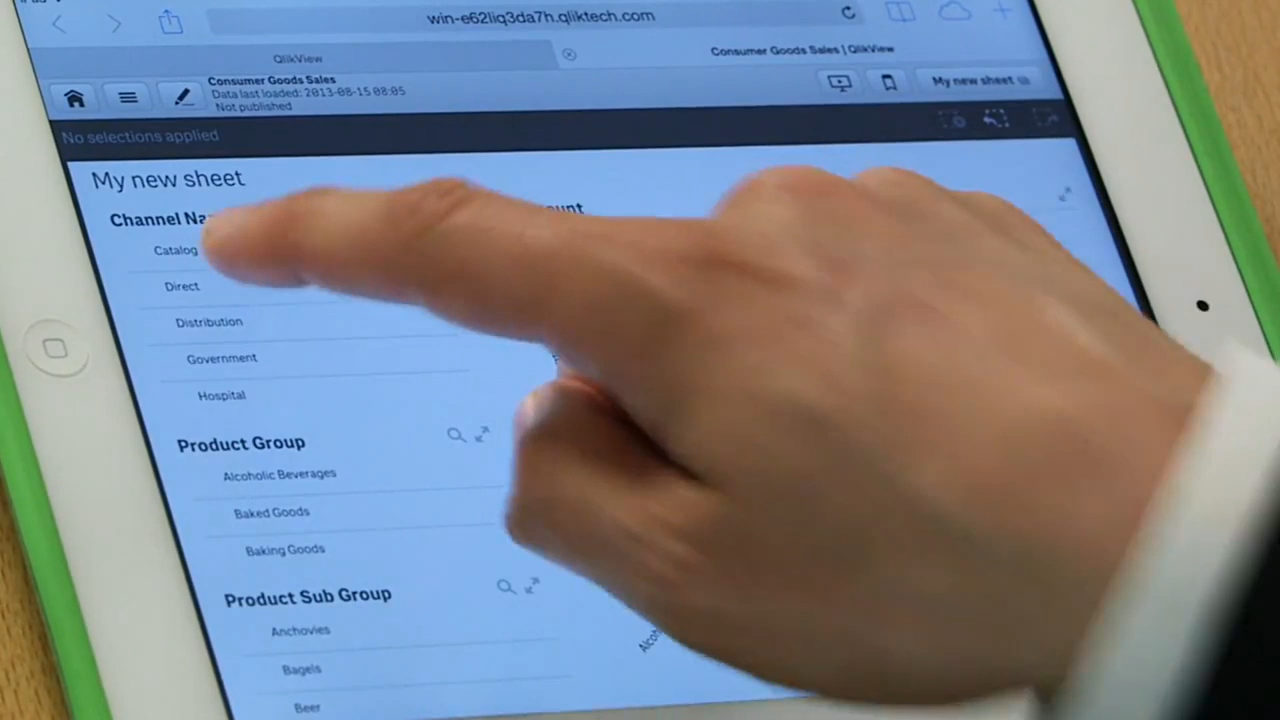 win-e62liq3da7h.qliktech.com
QlikView
Consumer Goods Sales | QlikView
Consumer Goods Sales
Data last loaded: 2013-08-15 08:05
Not published
My new sheet
No selections applied
My new sheet
Channel Na
Catalog
Direct
Distribution
Government
Hospital
Product Group
Alcoholic Beverages
Baked Goods
Baking Goods
Product Sub Group
Anchovies
Bagels
Beer